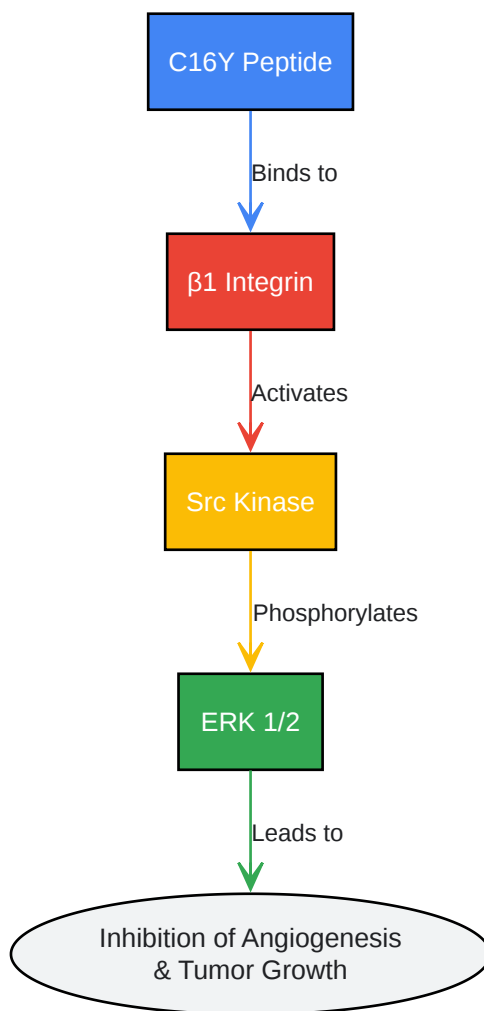 C16Y Peptide
Binds to
β1 Integrin
Activates
Src Kinase
Phosphorylates
ERK 1/2
Leads to
Inhibition of Angiogenesis
& Tumor Growth